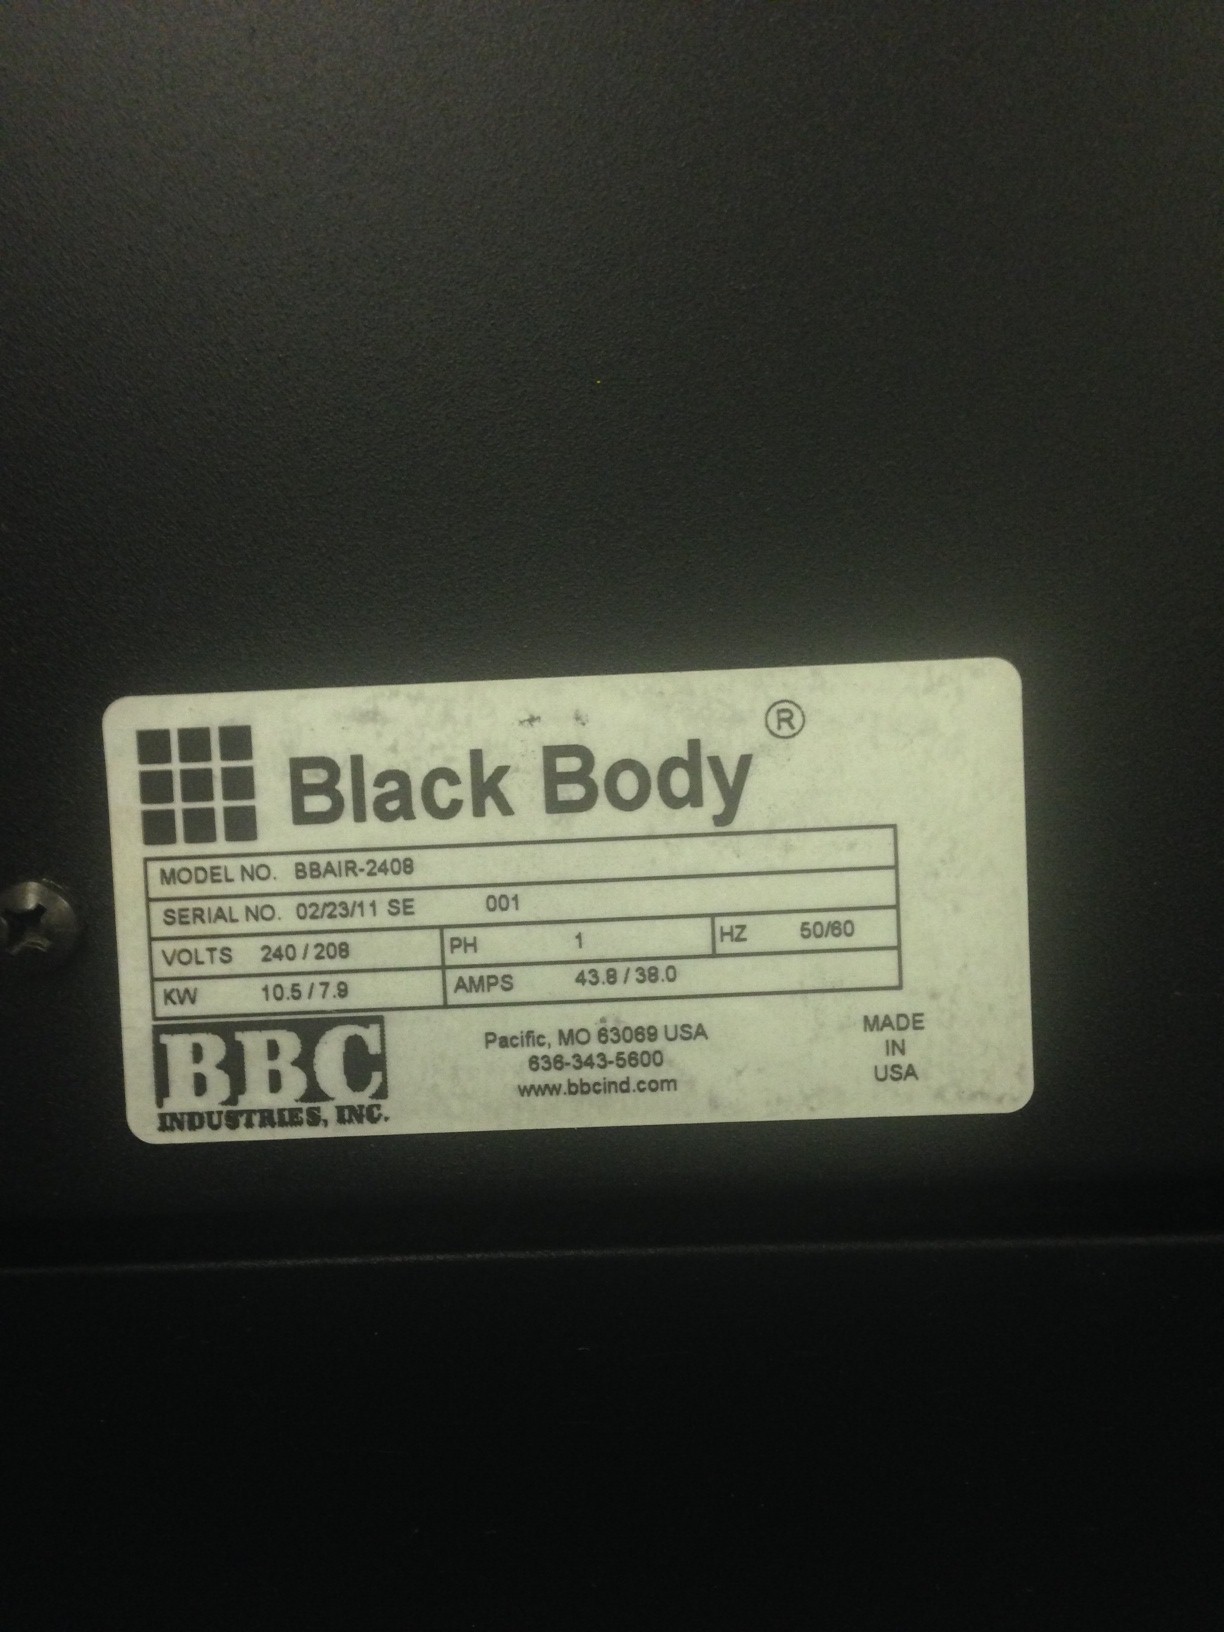 Black Body ®
MODEL NO. BBAIR-2408
SERIAL NO. 02/23/11 SE 001
VOLTS 240 / 208 PH 1 HZ 50/60
KW 10.5 / 7.9 AMPS 43.8 / 38.0
BBC
INDUSTRIES, INC.
Pacific, MO 63069 USA
636-343-5600
www.bbcind.com
MADE
IN
USA